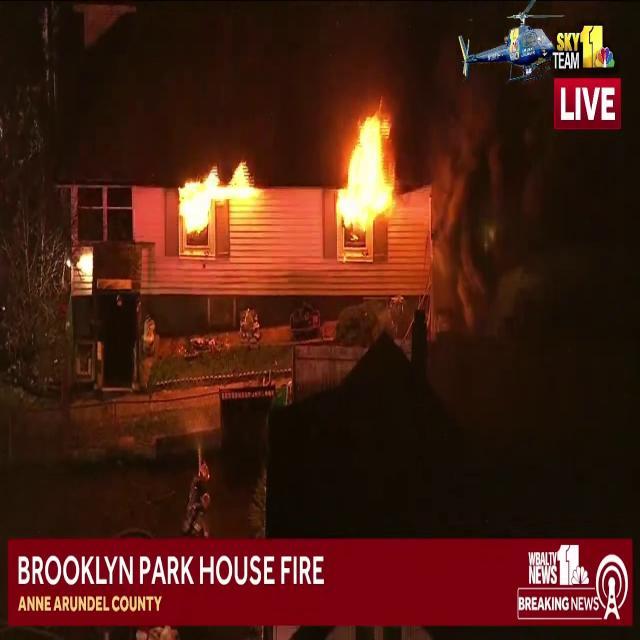 SKY
TEAM 11
LIVE
BROOKLYN PARK HOUSE FIRE
ANNE ARUNDEL COUNTY
WBALTV
NEWS 11
BREAKING NEWS